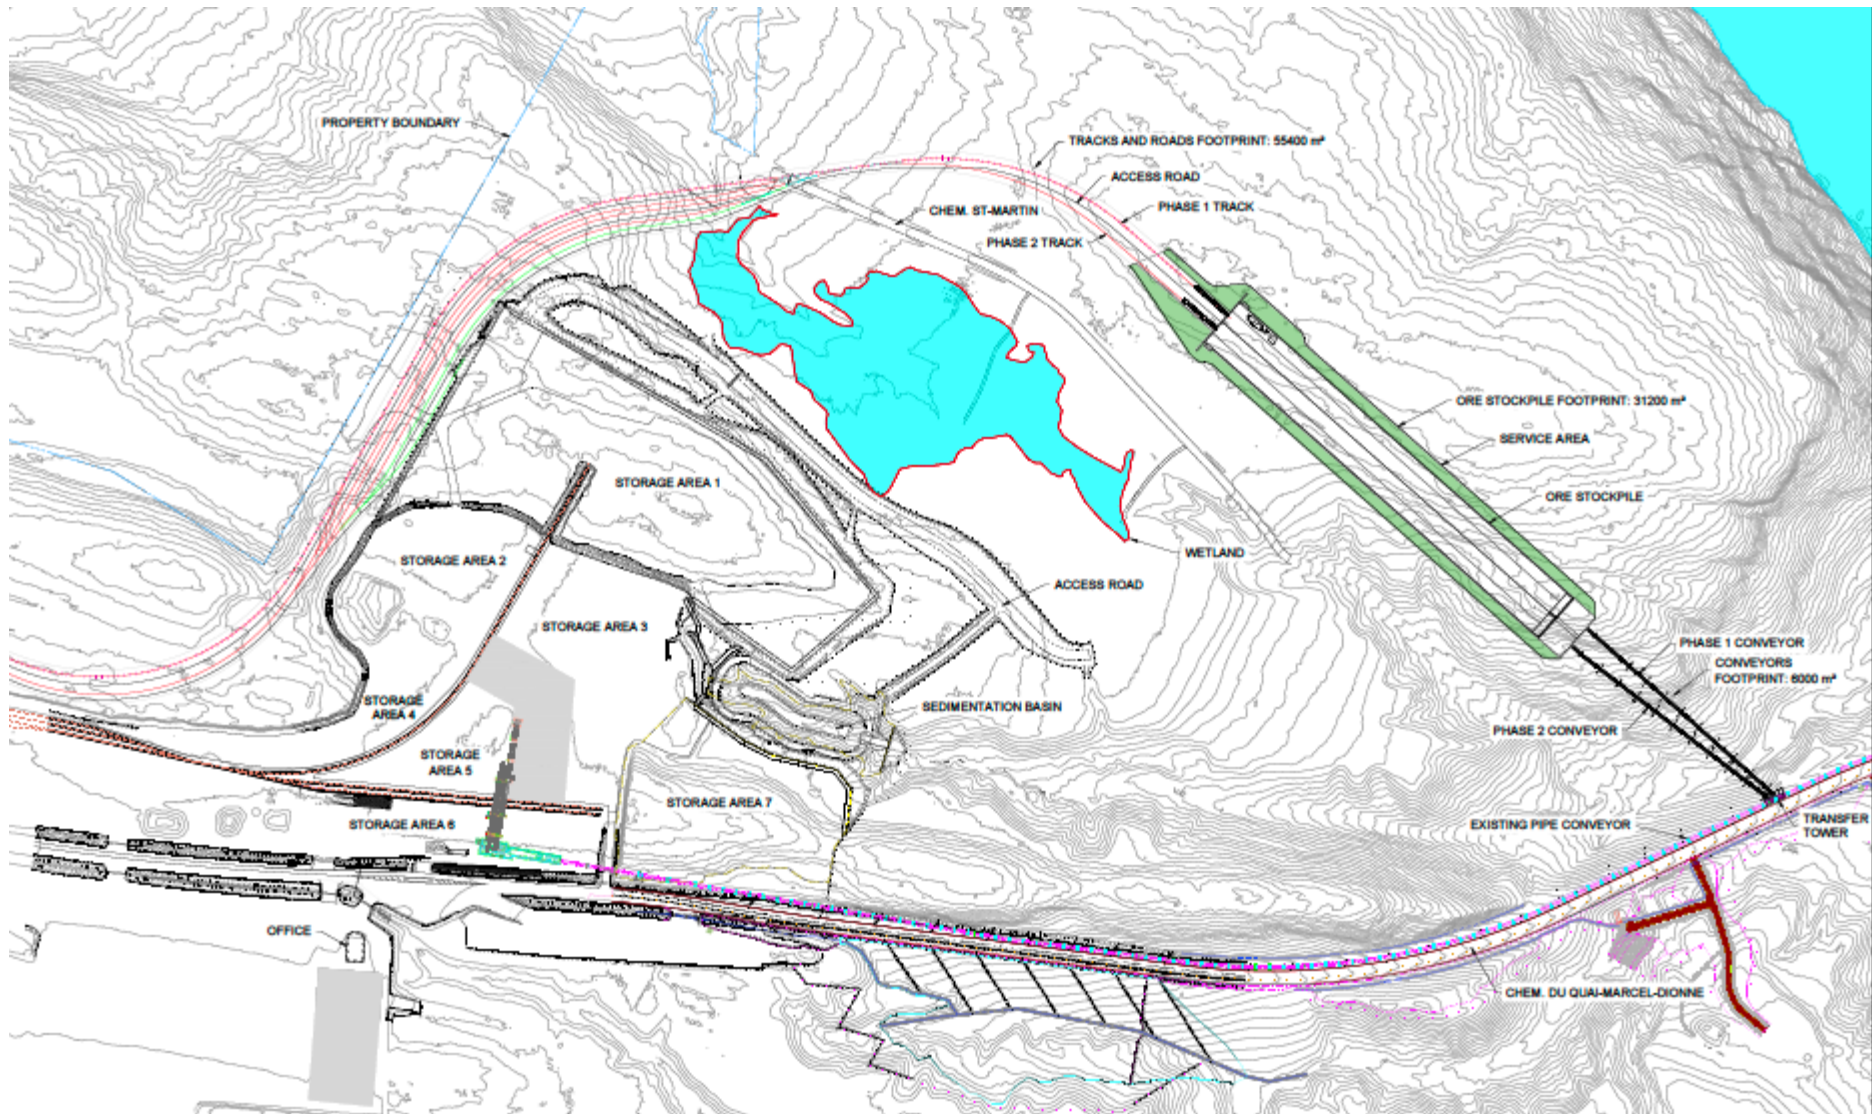 PROPERTY BOUNDARY
TRACKS AND ROADS FOOTPRINT: 55400 m²
ACCESS ROAD
PHASE 1 TRACK
CHEM. ST-MARTIN
PHASE 2 TRACK
ORE STOCKPILE FOOTPRINT: 31200 m²
SERVICE AREA
STORAGE AREA 1
ORE STOCKPILE
WETLAND
STORAGE AREA 2
ACCESS ROAD
STORAGE AREA 3
PHASE 1 CONVEYOR
CONVEYORS
FOOTPRINT: 6000 m²
STORAGE
AREA 4
SEDIMENTATION BASIN
PHASE 2 CONVEYOR
STORAGE
AREA 5
STORAGE AREA 7
STORAGE AREA 6
EXISTING PIPE CONVEYOR
TRANSFER
TOWER
OFFICE
CHEM. DU QUAI-MARCEL-DIONNE